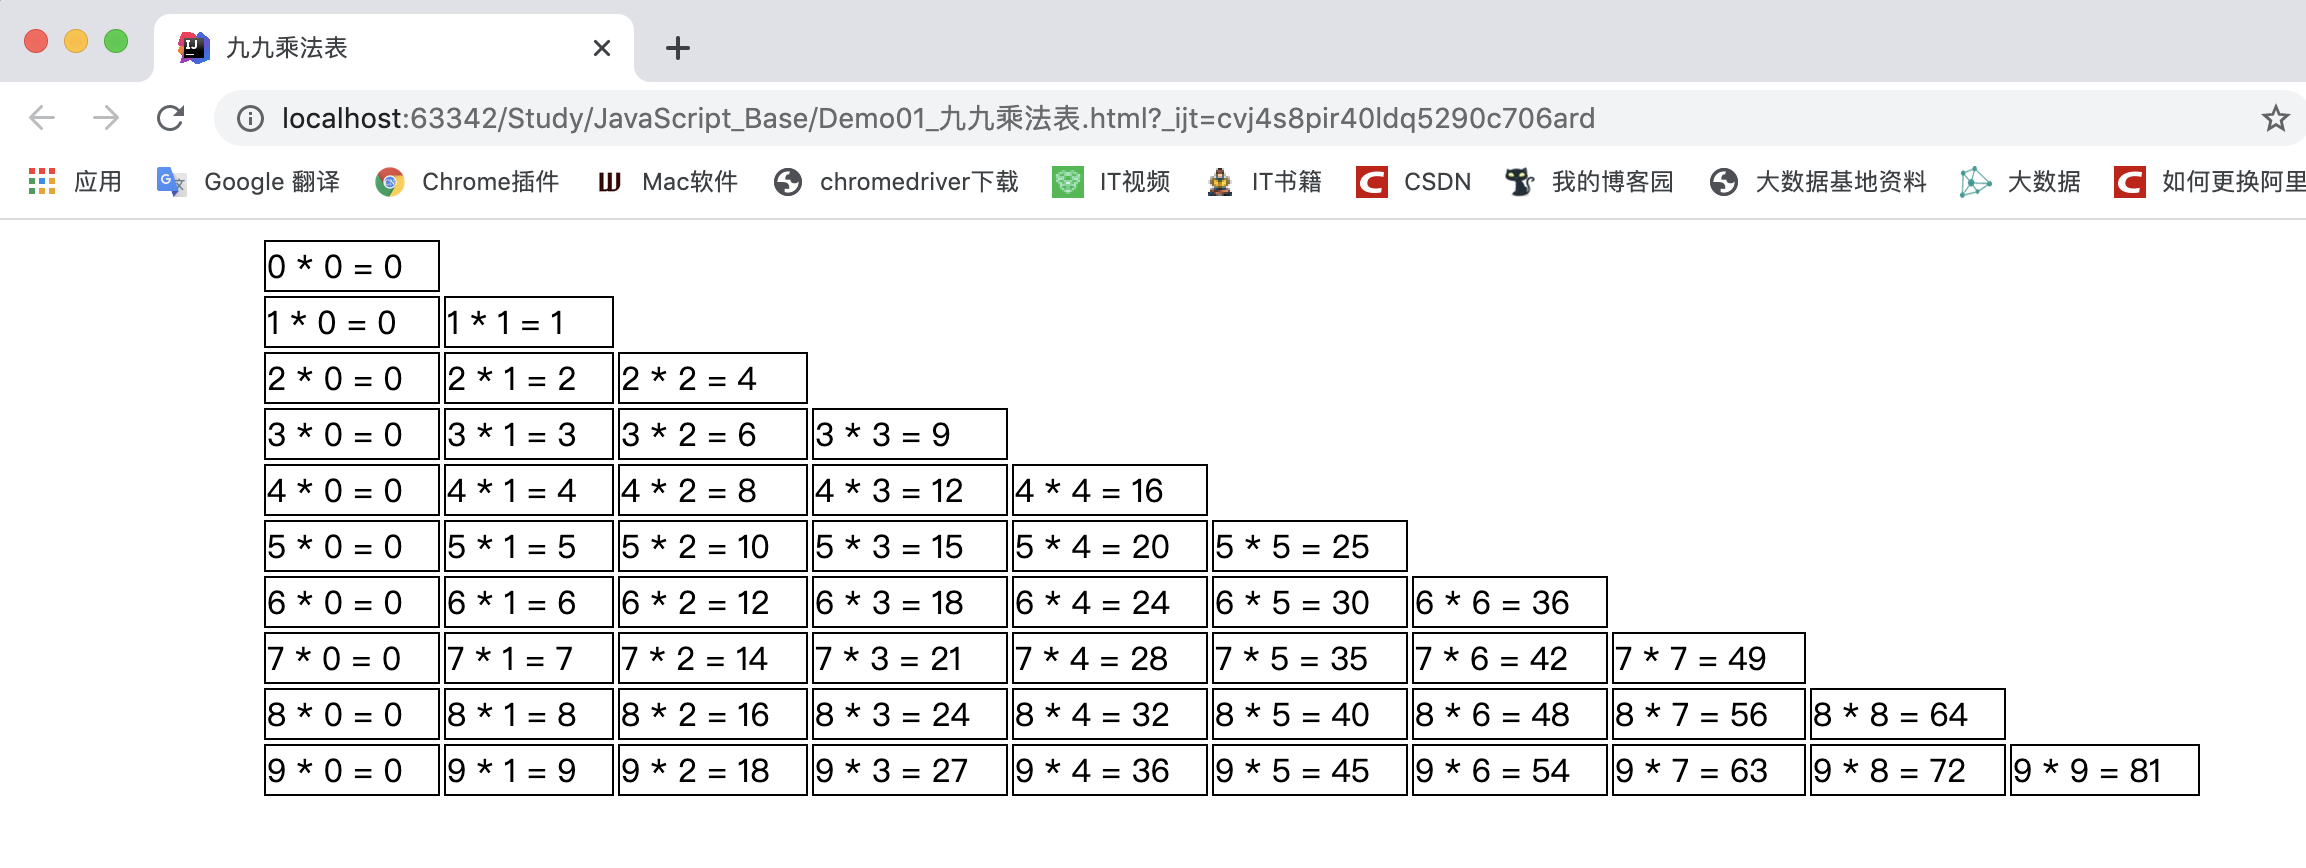 九九乘法表
localhost:63342/Study/JavaScript_Base/Demo01_九九乘法表.html?_ijt=cvj4s8pir40ldq5290c706ard
应用 Google 翻译 Chrome插件 Mac软件 chromedriver下载 IT视频 IT书籍 CSDN 我的博客园 大数据基地资料 大数据 如何更换阿里
0 * 0 = 0
1 * 0 = 0 1 * 1 = 1
2 * 0 = 0 2 * 1 = 2 2 * 2 = 4
3 * 0 = 0 3 * 1 = 3 3 * 2 = 6 3 * 3 = 9
4 * 0 = 0 4 * 1 = 4 4 * 2 = 8 4 * 3 = 12 4 * 4 = 16
5 * 0 = 0 5 * 1 = 5 5 * 2 = 10 5 * 3 = 15 5 * 4 = 20 5 * 5 = 25
6 * 0 = 0 6 * 1 = 6 6 * 2 = 12 6 * 3 = 18 6 * 4 = 24 6 * 5 = 30 6 * 6 = 36
7 * 0 = 0 7 * 1 = 7 7 * 2 = 14 7 * 3 = 21 7 * 4 = 28 7 * 5 = 35 7 * 6 = 42 7 * 7 = 49
8 * 0 = 0 8 * 1 = 8 8 * 2 = 16 8 * 3 = 24 8 * 4 = 32 8 * 5 = 40 8 * 6 = 48 8 * 7 = 56 8 * 8 = 64
9 * 0 = 0 9 * 1 = 9 9 * 2 = 18 9 * 3 = 27 9 * 4 = 36 9 * 5 = 45 9 * 6 = 54 9 * 7 = 63 9 * 8 = 72 9 * 9 = 81